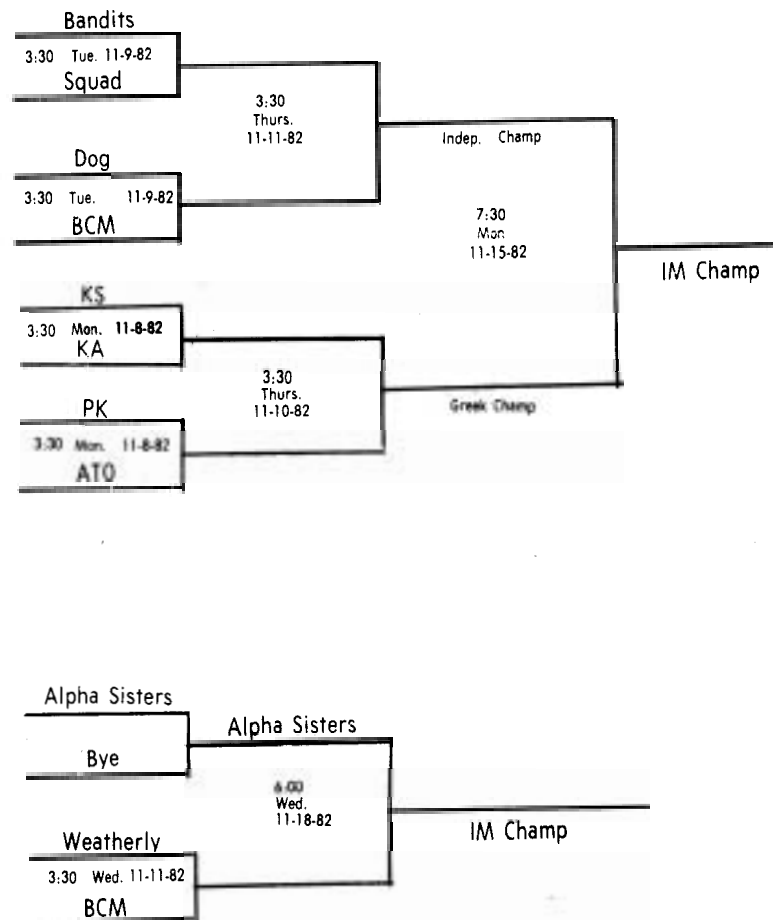 Bandits
3:30 Tue. 11-9-82
Squad
3:30
Thurs.
11-11-82
Indep. Champ
Dog
3:30 Tue. 11-9-82
BCM
7:30
Mon
11-15-82
IM Champ
KS
3:30 Mon. 11-8-82
KA
3:30
Thurs.
11-10-82
Greek Champ
PK
3:30 Mon. 11-8-82
ATO
Alpha Sisters
Bye
Alpha Sisters
6:00
Wed.
11-18-82
IM Champ
Weatherly
3:30 Wed. 11-11-82
BCM